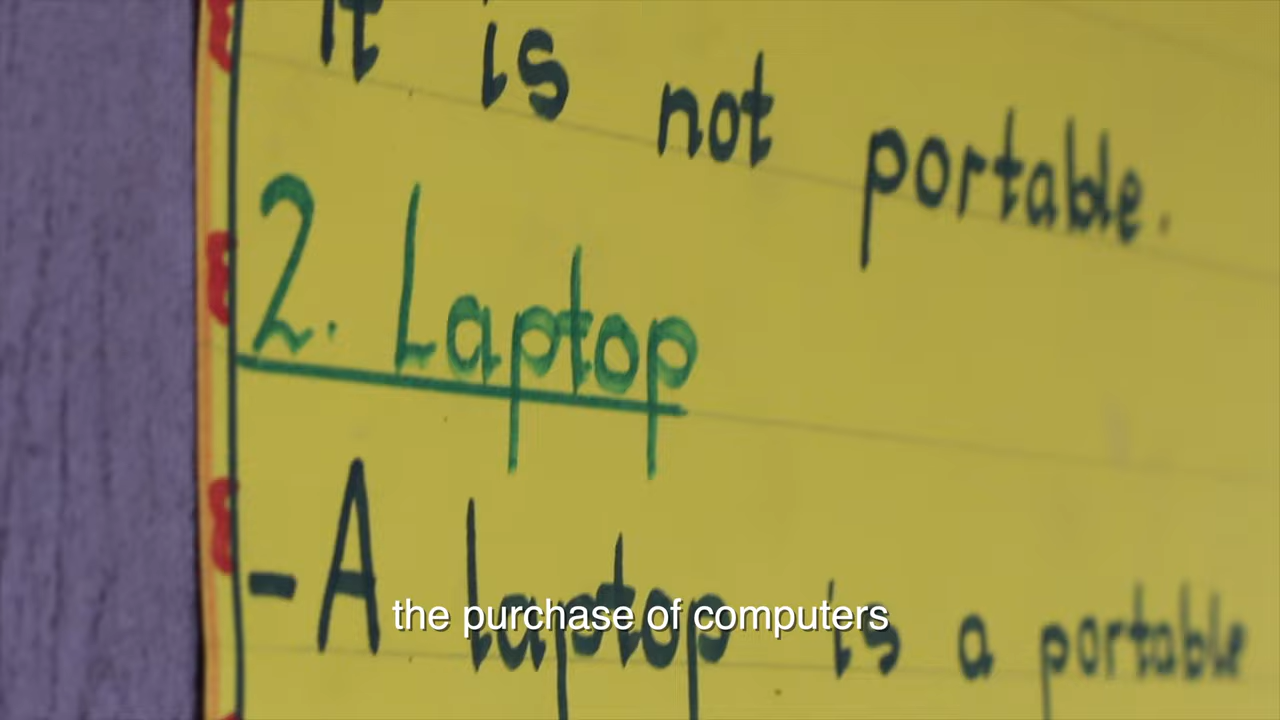 It is not portable.
2. Laptop
- A laptop is a portable
the purchase of computers